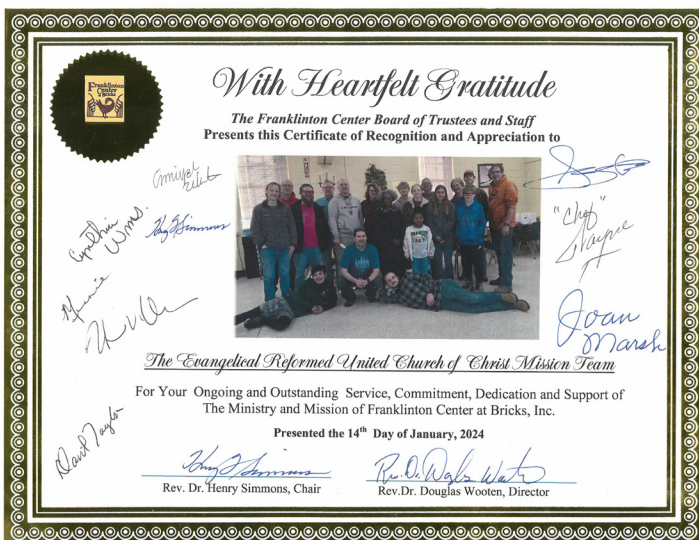 Franklinton
Center
at Bricks
With Heartfelt Gratitude
The Franklinton Center Board of Trustees and Staff
Presents this Certificate of Recognition and Appreciation to
Cynthia
Wms.
"Chef"
Joan
Marsh
The Evangelical Reformed United Church of Christ Mission Team
For Your Ongoing and Outstanding Service, Commitment, Dedication and Support of
The Ministry and Mission of Franklinton Center at Bricks, Inc.
Presented the 14th Day of January, 2024
Taylor
Rev. Dr. Henry Simmons, Chair
Rev.Dr. Douglas Wooten, Director